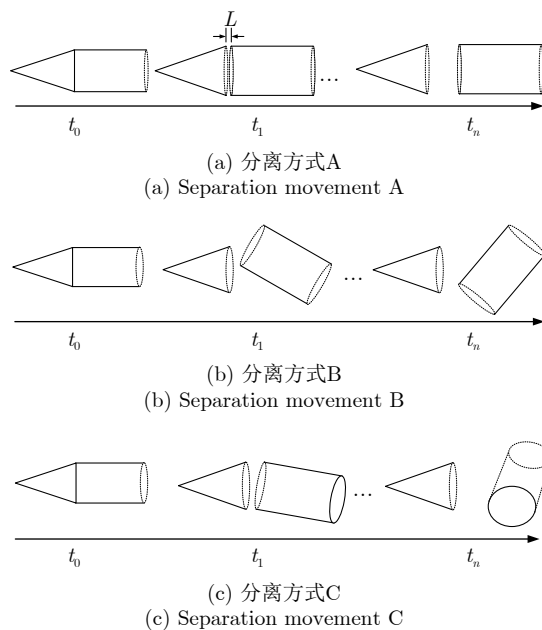 L
...
t₀ t₁ tₙ
(a) 分离方式A
(a) Separation movement A
...
t₀ t₁ tₙ
(b) 分离方式B
(b) Separation movement B
...
t₀ t₁ tₙ
(c) 分离方式C
(c) Separation movement C